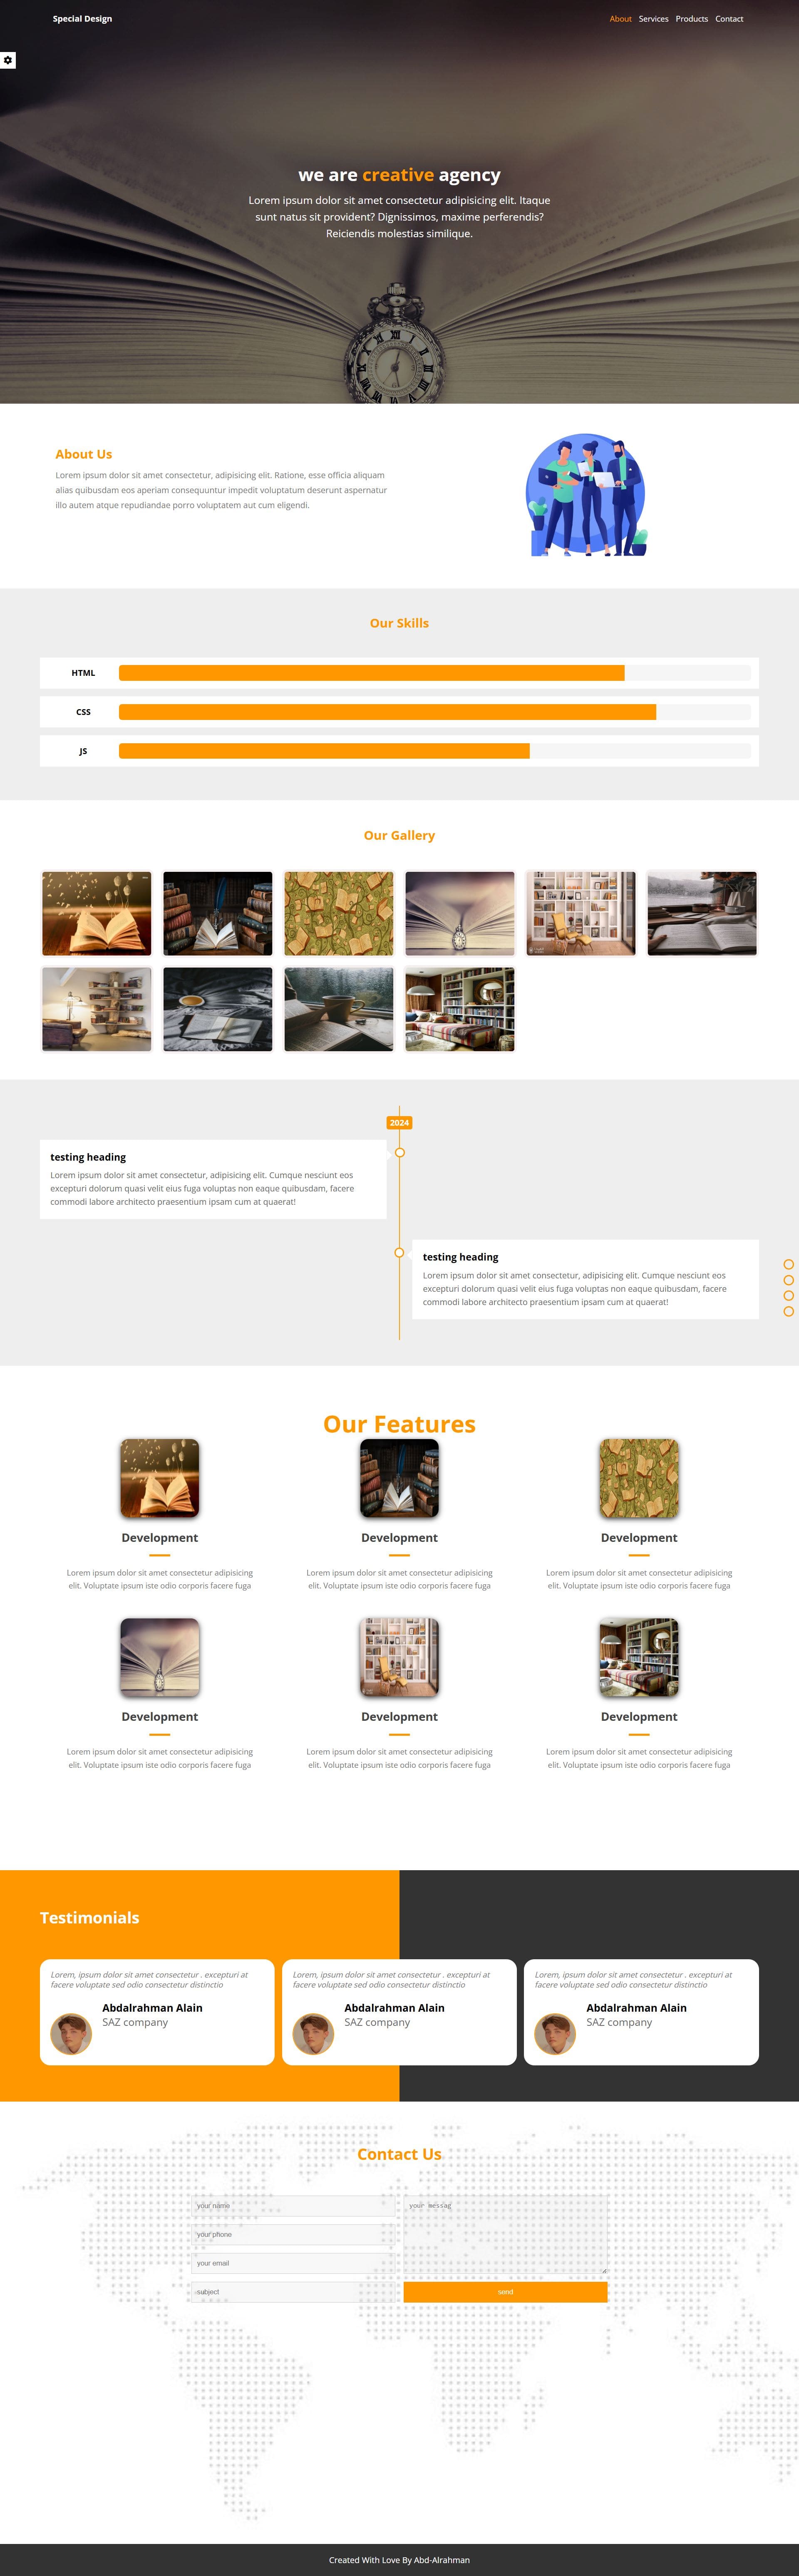 Special Design
About Services Products Contact
we are creative agency
Lorem ipsum dolor sit amet consectetur adipisicing elit. Itaque
sunt natus sit provident? Dignissimos, maxime perferendis?
Reiciendis molestias similique.
About Us
Lorem ipsum dolor sit amet consectetur, adipisicing elit. Ratione, esse officia aliquam
alias quibusdam eos aperiam consequuntur impedit voluptatum deserunt aspernatur
illo autem atque repudiandae porro voluptatem aut cum eligendi.
Our Skills
HTML
CSS
JS
Our Gallery
2024
testing heading
Lorem ipsum dolor sit amet consectetur, adipisicing elit. Cumque nesciunt eos
excepturi dolorum quasi velit eius fuga voluptas non eaque quibusdam, facere
commodi labore architecto praesentium ipsam cum at quaerat!
testing heading
Lorem ipsum dolor sit amet consectetur, adipisicing elit. Cumque nesciunt eos
excepturi dolorum quasi velit eius fuga voluptas non eaque quibusdam, facere
commodi labore architecto praesentium ipsam cum at quaerat!
Our Features
Development
Lorem ipsum dolor sit amet consectetur adipisicing
elit. Voluptate ipsum iste odio corporis facere fuga
Development
Lorem ipsum dolor sit amet consectetur adipisicing
elit. Voluptate ipsum iste odio corporis facere fuga
Development
Lorem ipsum dolor sit amet consectetur adipisicing
elit. Voluptate ipsum iste odio corporis facere fuga
Development
Lorem ipsum dolor sit amet consectetur adipisicing
elit. Voluptate ipsum iste odio corporis facere fuga
Development
Lorem ipsum dolor sit amet consectetur adipisicing
elit. Voluptate ipsum iste odio corporis facere fuga
Development
Lorem ipsum dolor sit amet consectetur adipisicing
elit. Voluptate ipsum iste odio corporis facere fuga
Testimonials
Lorem, ipsum dolor sit amet consectetur . excepturi at
facere voluptate sed odio consectetur distinctio
Abdalrahman Alain
SAZ company
Lorem, ipsum dolor sit amet consectetur . excepturi at
facere voluptate sed odio consectetur distinctio
Abdalrahman Alain
SAZ company
Lorem, ipsum dolor sit amet consectetur . excepturi at
facere voluptate sed odio consectetur distinctio
Abdalrahman Alain
SAZ company
Contact Us
your name
your phone
your email
subject
your messag
send
Created With Love By Abd-Alrahman